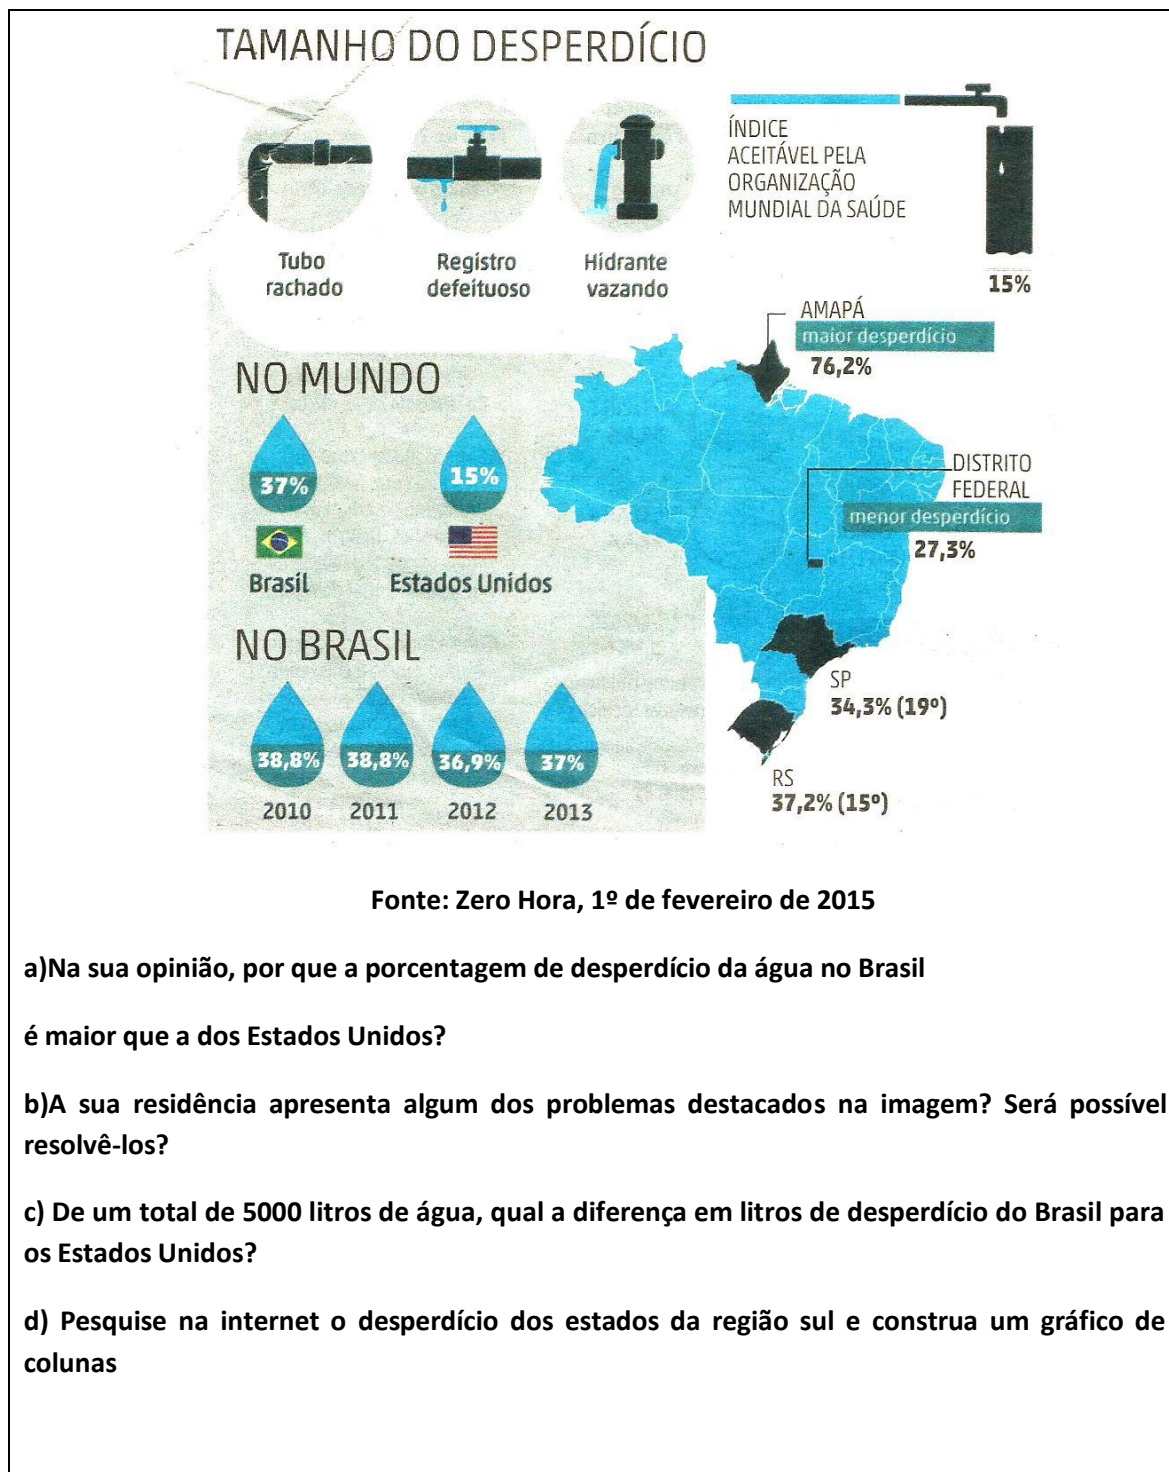 TAMANHO DO DESPERDÍCIO
Tubo
rachado
Registro
defeituoso
Hidrante
vazando
ÍNDICE
ACEITÁVEL PELA
ORGANIZAÇÃO
MUNDIAL DA SAÚDE
15%
AMAPÁ
maior desperdício
76,2%
NO MUNDO
37%
Brasil
15%
Estados Unidos
DISTRITO
FEDERAL
menor desperdício
27,3%
NO BRASIL
38,8%
2010
38,8%
2011
36,9%
2012
37%
2013
SP
34,3% (19º)
RS
37,2% (15º)
Fonte: Zero Hora, 1º de fevereiro de 2015
a)Na sua opinião, por que a porcentagem de desperdício da água no Brasil
é maior que a dos Estados Unidos?
b)A sua residência apresenta algum dos problemas destacados na imagem? Será possível
resolvê-los?
c) De um total de 5000 litros de água, qual a diferença em litros de desperdício do Brasil para
os Estados Unidos?
d) Pesquise na internet o desperdício dos estados da região sul e construa um gráfico de
colunas